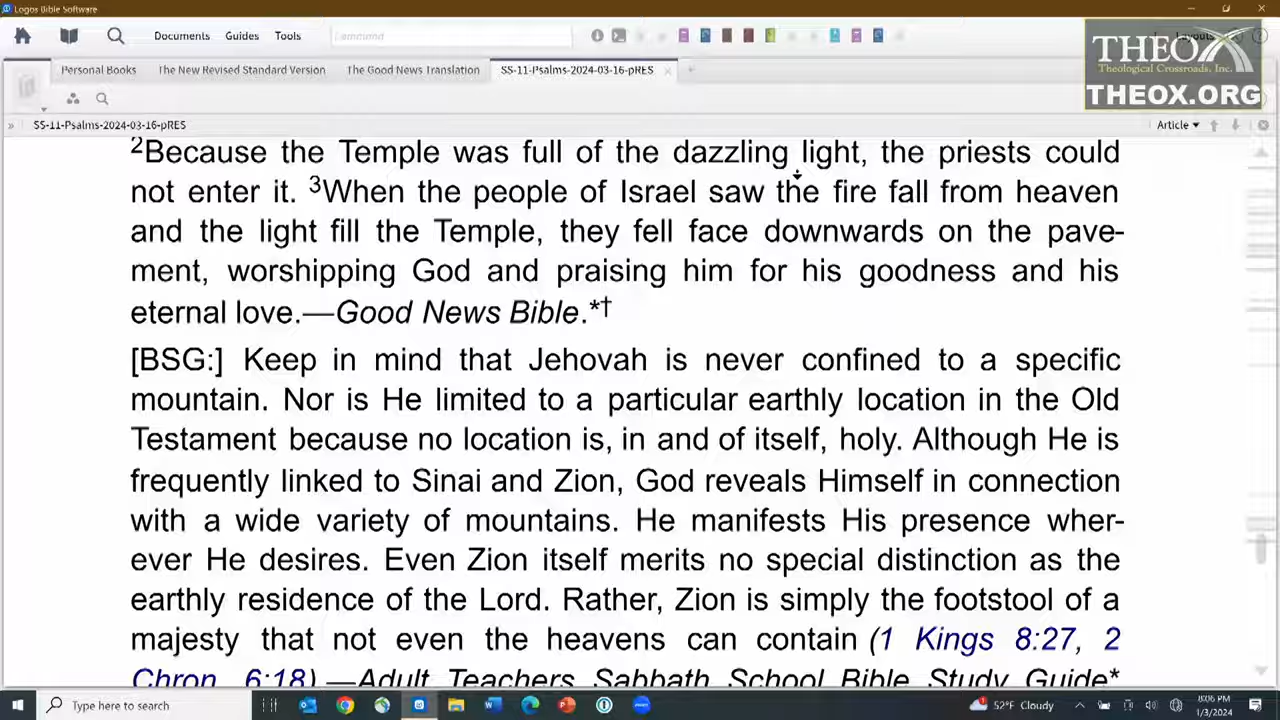 Logos Bible Software
Documents Guides Tools Command Layouts
THEOX
Theological Crossroads, Inc.
THEOX.ORG
Personal Books The New Revised Standard Version The Good News SS-11-Psalms-2024-03-16-pRES
SS-11-Psalms-2024-03-16-pRES Article
2Because the Temple was full of the dazzling light, the priests could
not enter it. 3When the people of Israel saw the fire fall from heaven
and the light fill the Temple, they fell face downwards on the pave-
ment, worshipping God and praising him for his goodness and his
eternal love.—Good News Bible.*†
[BSG:] Keep in mind that Jehovah is never confined to a specific
mountain. Nor is He limited to a particular earthly location in the Old
Testament because no location is, in and of itself, holy. Although He is
frequently linked to Sinai and Zion, God reveals Himself in connection
with a wide variety of mountains. He manifests His presence wher-
ever He desires. Even Zion itself merits no special distinction as the
earthly residence of the Lord. Rather, Zion is simply the footstool of a
majesty that not even the heavens can contain (1 Kings 8:27, 2
Chron. 6:18).—Adult Teachers Sabbath School Bible Study Guide*
Type here to search
52°F Cloudy
8:06 PM
1/3/2024